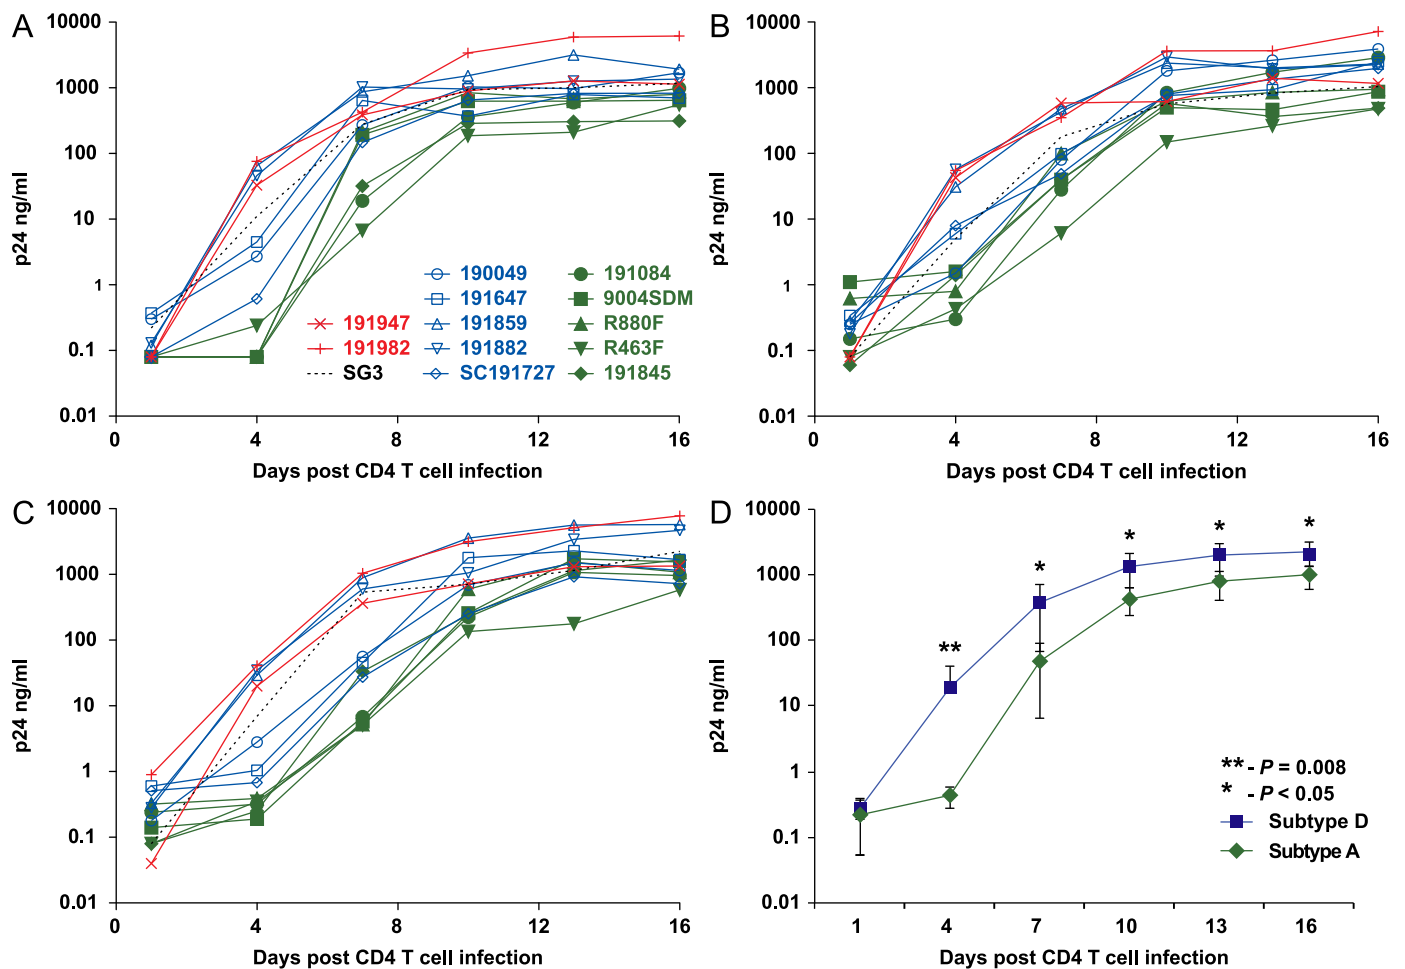 A
10000
1000
100
10
1
0.1
0.01
p24 ng/ml
0
4
8
12
16
Days post CD4 T cell infection
191947
191982
SG3
190049
191647
191859
191882
SC191727
191084
9004SDM
R880F
R463F
191845
B
10000
1000
100
10
1
0.1
0.01
p24 ng/ml
0
4
8
12
16
Days post CD4 T cell infection
C
10000
1000
100
10
1
0.1
0.01
p24 ng/ml
0
4
8
12
16
Days post CD4 T cell infection
D
10000
1000
100
10
1
0.1
0.01
p24 ng/ml
**
*
*
*
*
1
4
7
10
13
16
Days post CD4 T cell infection
** - P = 0.008
* - P < 0.05
Subtype D
Subtype A